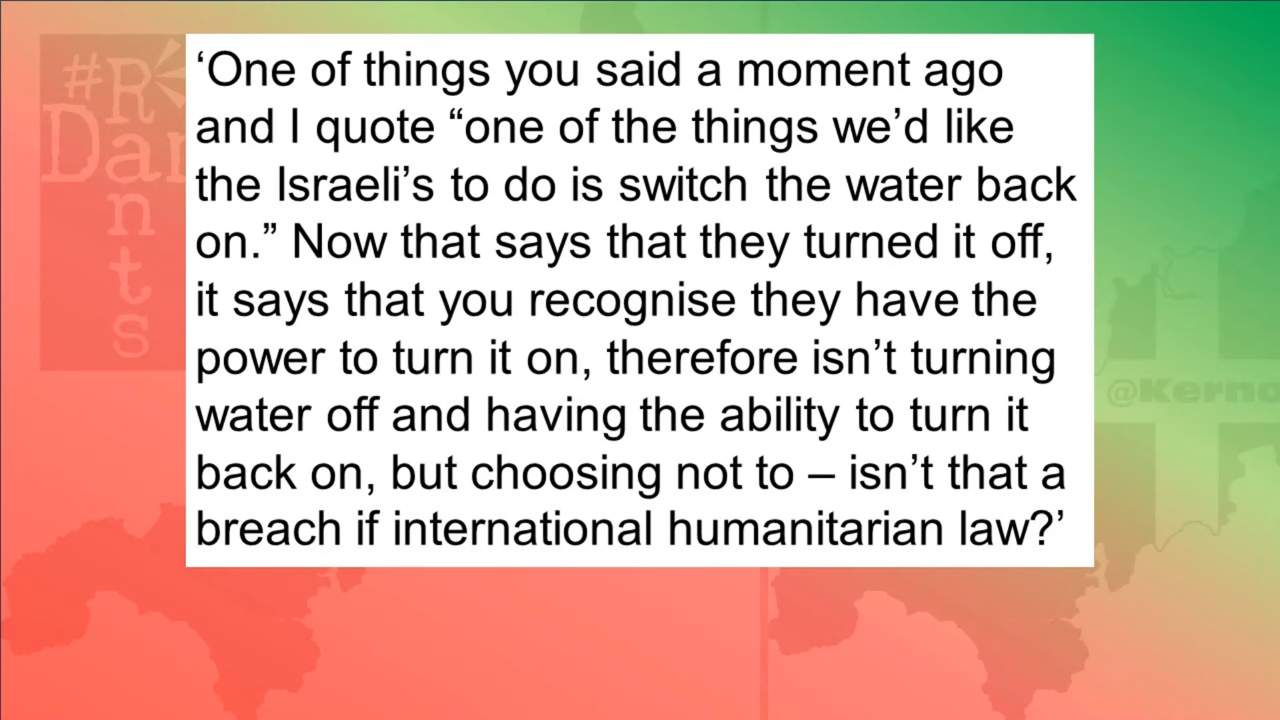 #R
Dan
n
t
s
‘One of things you said a moment ago
and I quote “one of the things we’d like
the Israeli’s to do is switch the water back
on.” Now that says that they turned it off,
it says that you recognise they have the
power to turn it on, therefore isn’t turning
water off and having the ability to turn it
back on, but choosing not to – isn’t that a
breach if international humanitarian law?’
@Kerno